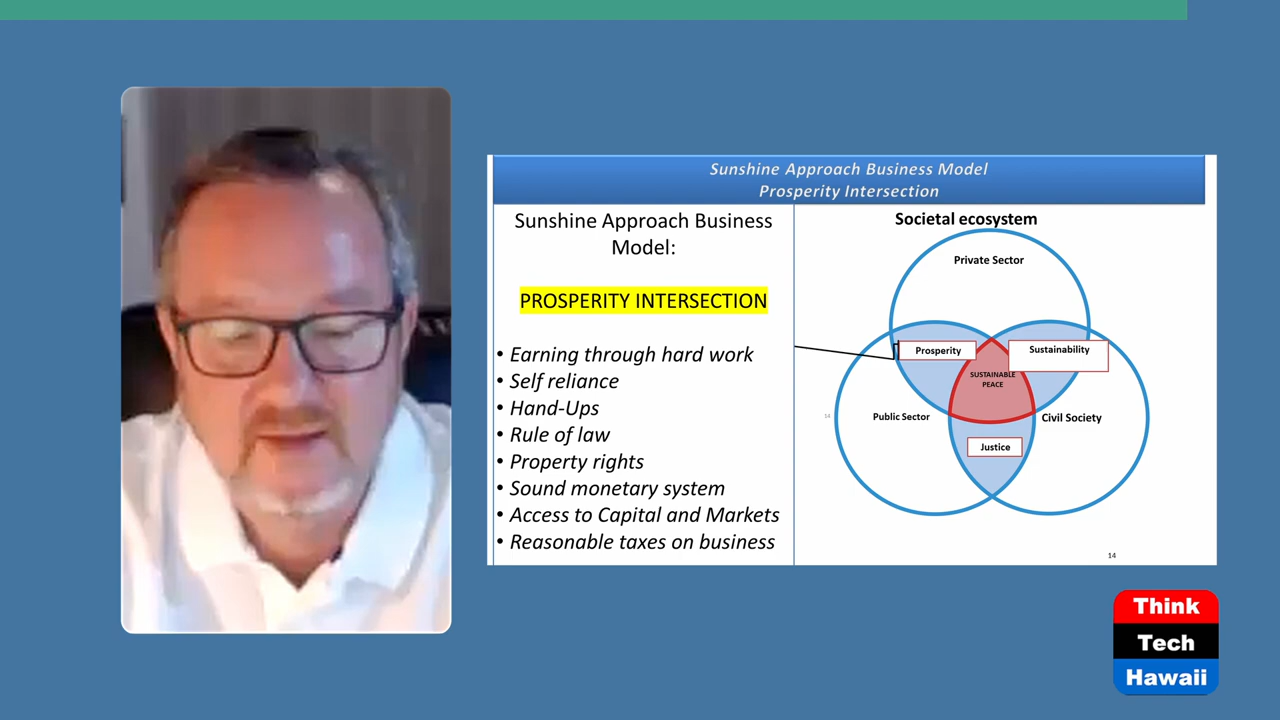 Sunshine Approach Business Model
Prosperity Intersection
Sunshine Approach Business
Model:
PROSPERITY INTERSECTION
• Earning through hard work
• Self reliance
• Hand-Ups
• Rule of law
• Property rights
• Sound monetary system
• Access to Capital and Markets
• Reasonable taxes on business
Societal ecosystem
Private Sector
Prosperity
Sustainability
SUSTAINABLE
PEACE
14
Public Sector
Civil Society
Justice
14
Think
Tech
Hawaii